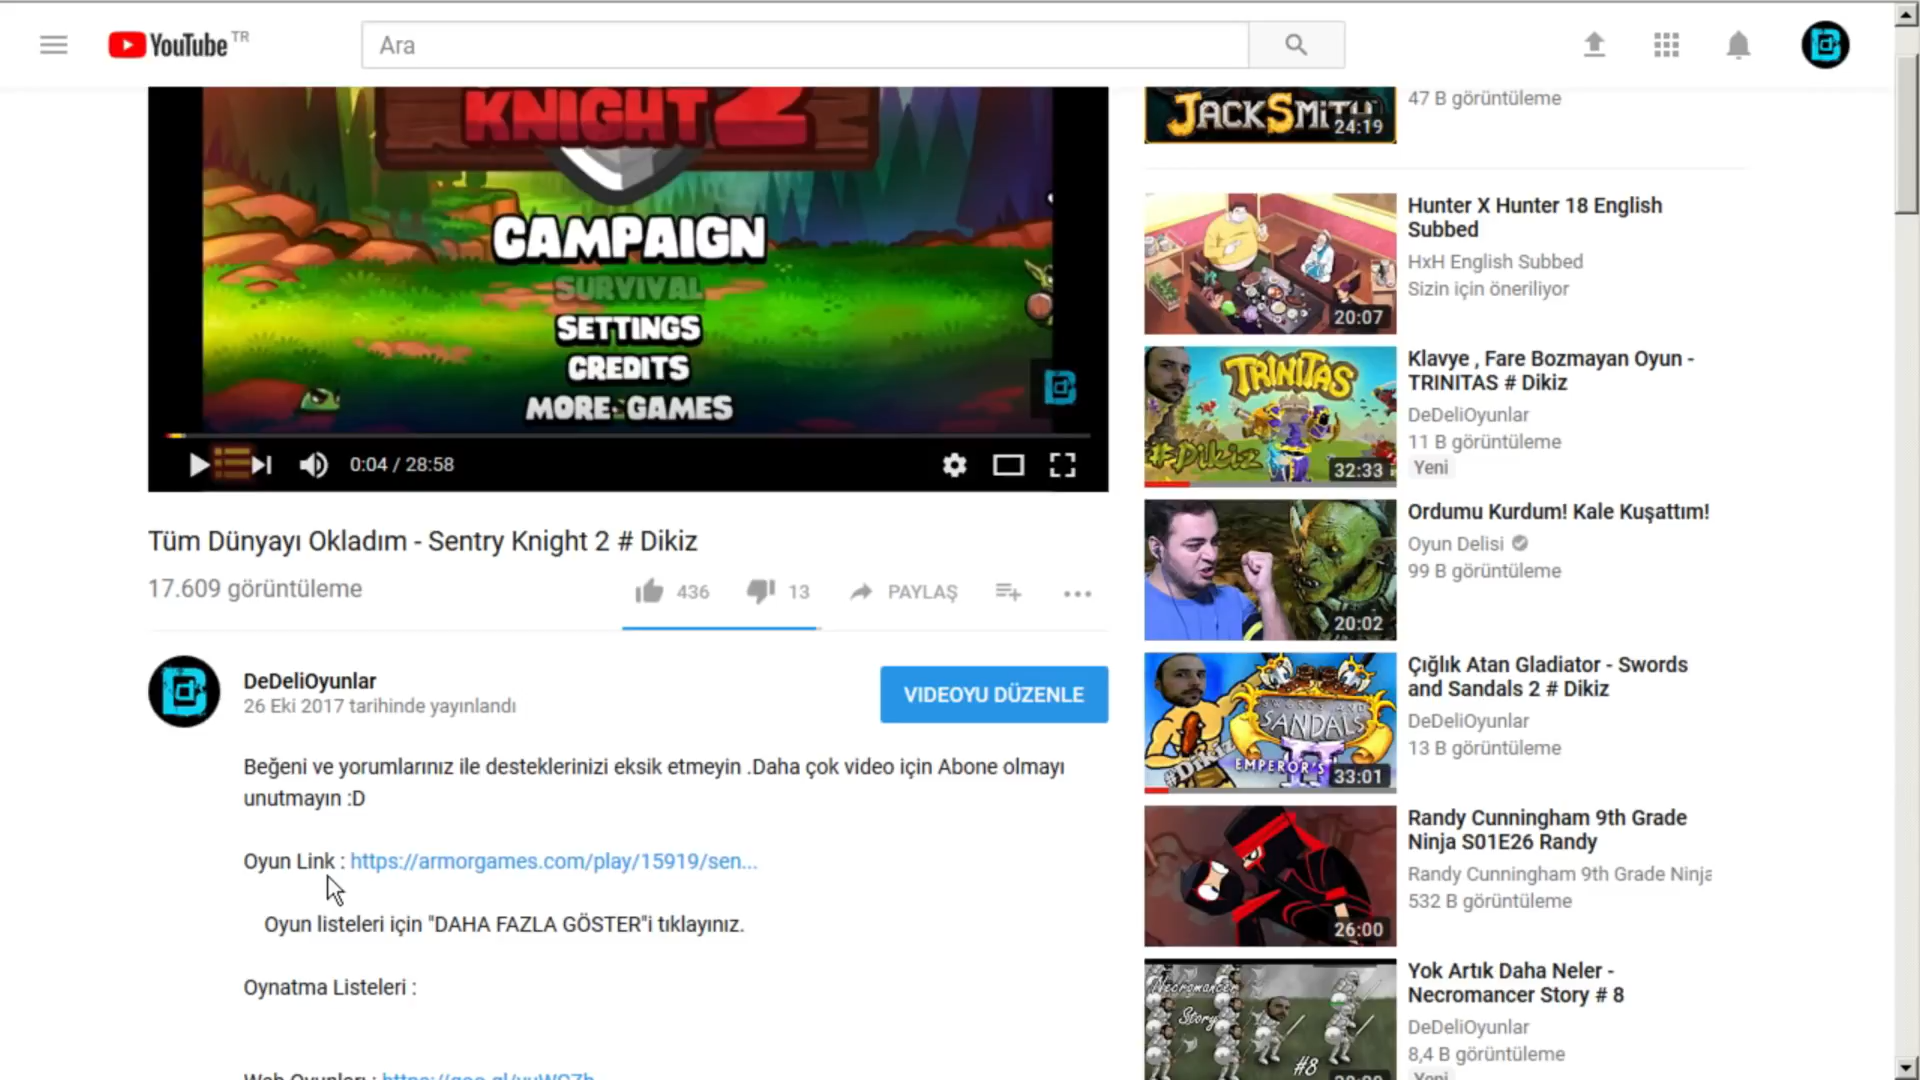 YouTube TR
Ara
KNIGHT 2
CAMPAIGN
SURVIVAL
SETTINGS
CREDITS
MORE GAMES
0:04 / 28:58
Tüm Dünyayı Okladım - Sentry Knight 2 # Dikiz
17.609 görüntüleme
436
13
PAYLAŞ
DeDeliOyunlar
26 Eki 2017 tarihinde yayınlandı
VIDEOYU DÜZENLE
Beğeni ve yorumlarınız ile desteklerinizi eksik etmeyin .Daha çok video için Abone olmayı
unutmayın :D
Oyun Link : https://armorgames.com/play/15919/sen...
Oyun listeleri için "DAHA FAZLA GÖSTER"i tıklayınız.
Oynatma Listeleri :
JACKSMITH
24:19
47 B görüntüleme
20:07
Hunter X Hunter 18 English
Subbed
HxH English Subbed
Sizin için öneriliyor
TRINITAS
#Dikiz
32:33
Klavye , Fare Bozmayan Oyun -
TRINITAS # Dikiz
DeDeliOyunlar
11 B görüntüleme
Yeni
20:02
Ordumu Kurdum! Kale Kuşattım!
Oyun Delisi
99 B görüntüleme
SWORDS AND
SANDALS
II
EMPEROR'S
#Dikiz
33:01
Çığlık Atan Gladiator - Swords
and Sandals 2 # Dikiz
DeDeliOyunlar
13 B görüntüleme
26:00
Randy Cunningham 9th Grade
Ninja S01E26 Randy
Randy Cunningham 9th Grade Ninja
532 B görüntüleme
Necromancer
Story
#8
Yok Artık Daha Neler -
Necromancer Story # 8
DeDeliOyunlar
8,4 B görüntüleme
Yeni